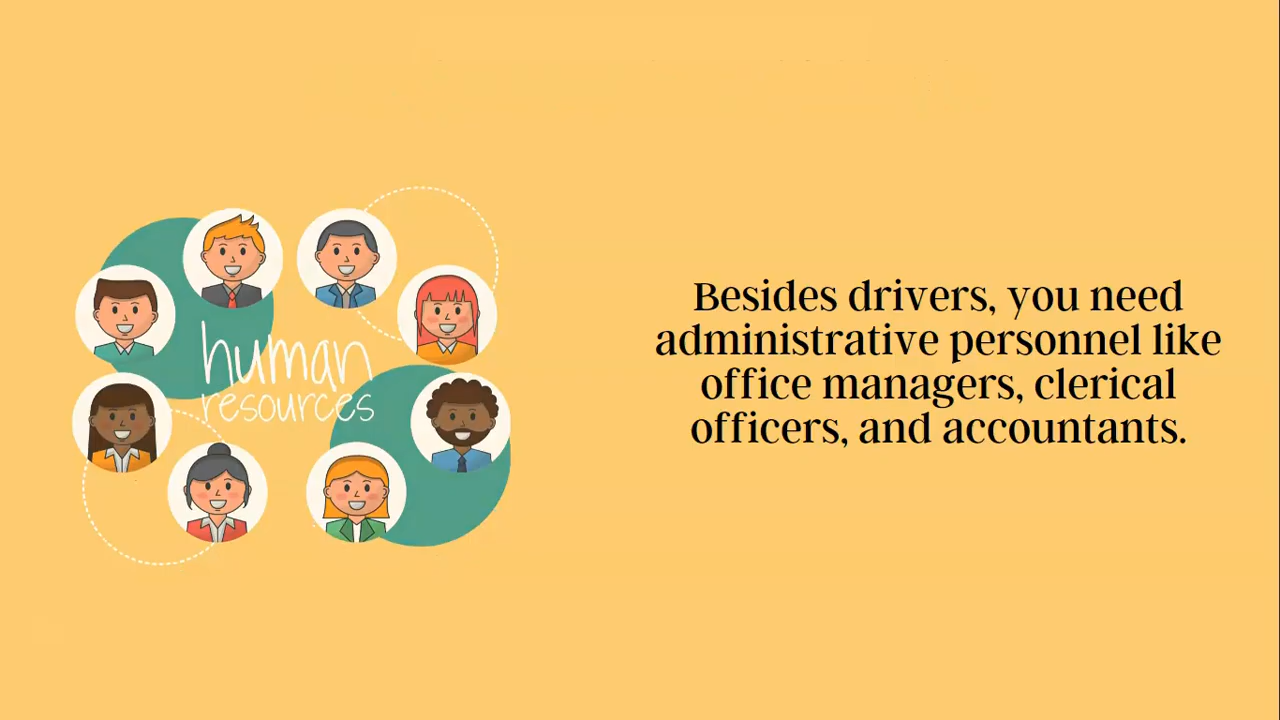 human
resources
Besides drivers, you need
administrative personnel like
office managers, clerical
officers, and accountants.